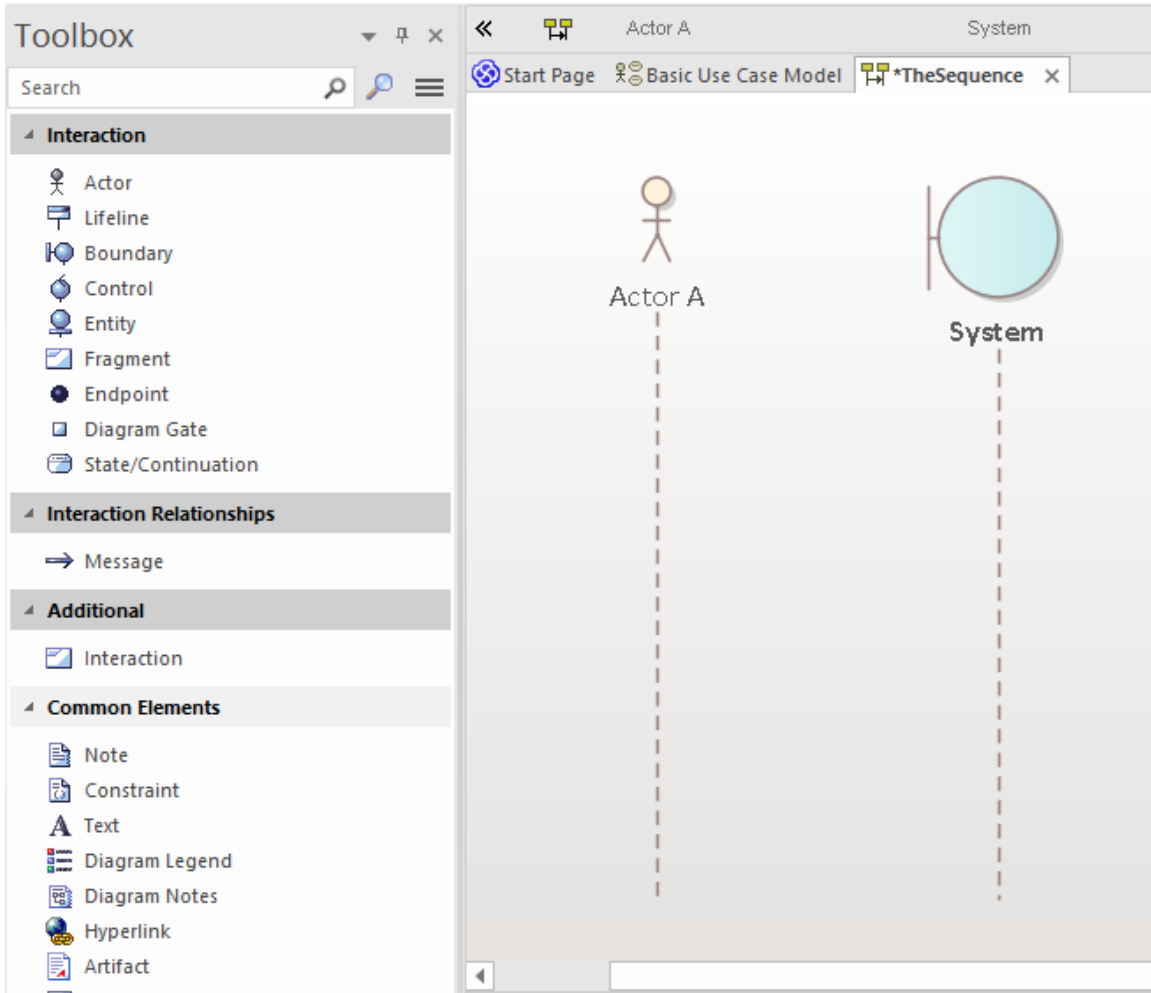 Toolbox
Search
Interaction
Actor
Lifeline
Boundary
Control
Entity
Fragment
Endpoint
Diagram Gate
State/Continuation
Interaction Relationships
Message
Additional
Interaction
Common Elements
Note
Constraint
A Text
Diagram Legend
Diagram Notes
Hyperlink
Artifact
Actor A System
Start Page Basic Use Case Model *TheSequence
Actor A
System